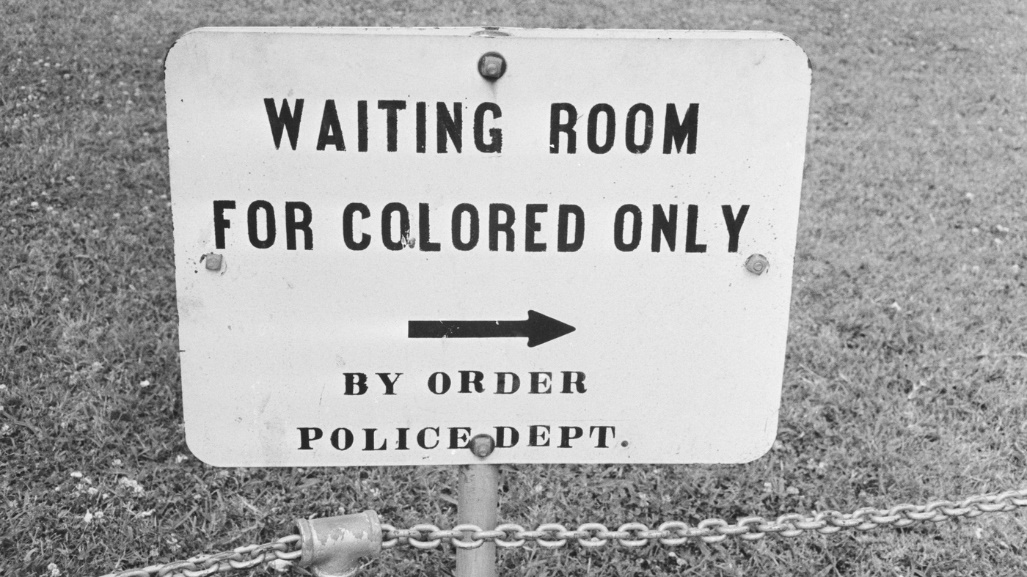 WAITING ROOM
FOR COLORED ONLY
BY ORDER
POLICE DEPT.